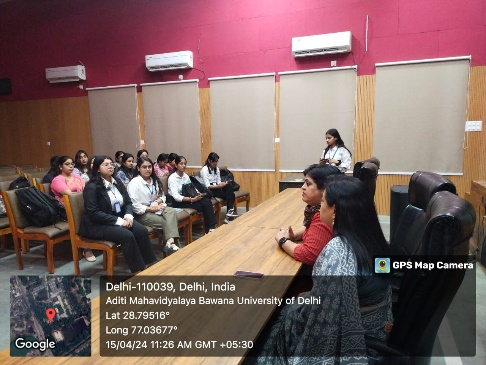 GPS Map Camera
Delhi-110039, Delhi, India
Aditi Mahavidyalaya Bawana University of Delhi
Lat 28.79516°
Long 77.03677°
15/04/24 11:26 AM GMT +05:30
Google